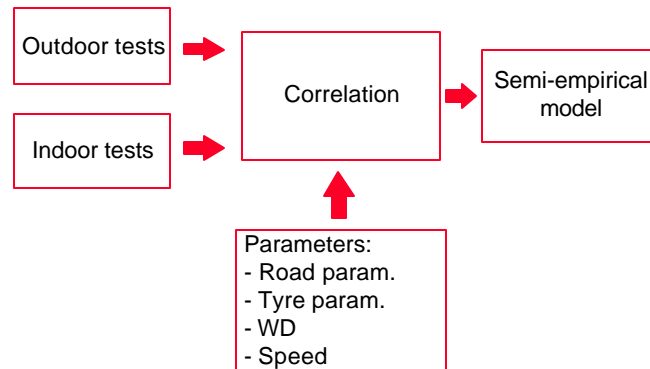 Outdoor tests
Indoor tests
Correlation
Semi-empirical
model
Parameters:
- Road param.
- Tyre param.
- WD
- Speed